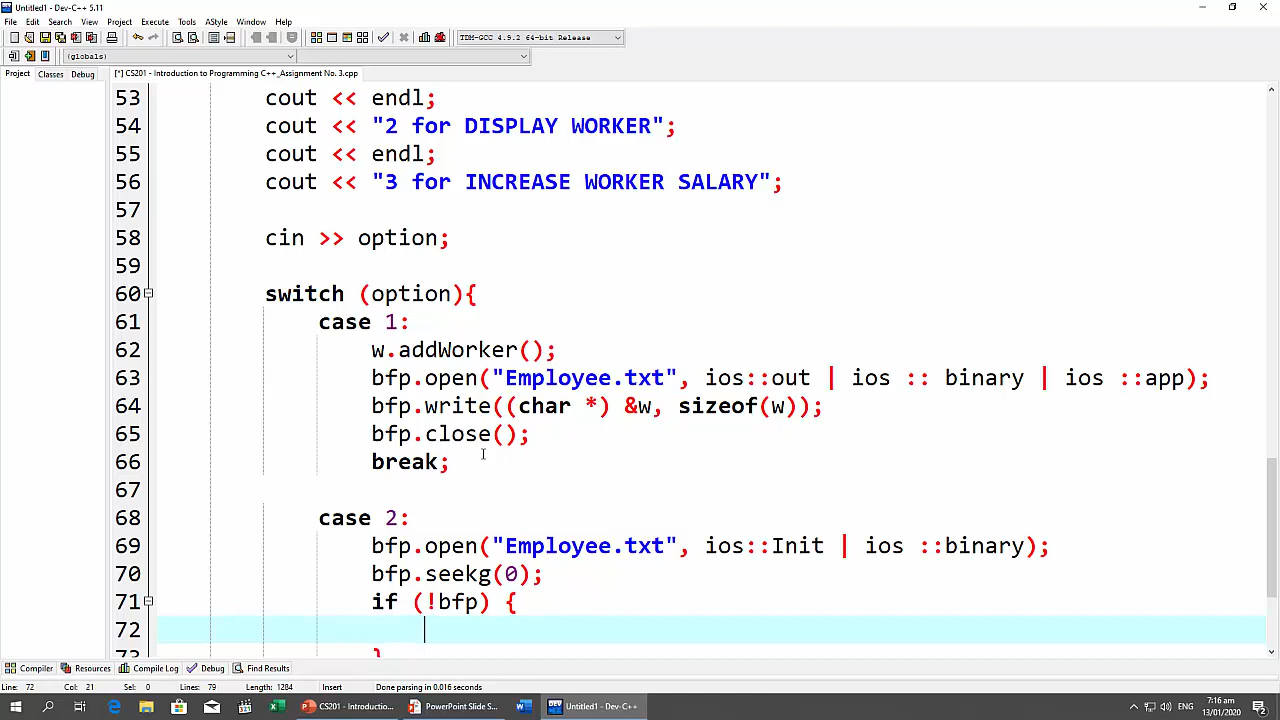 Untitled1 - Dev-C++ 5.11
File Edit Search View Project Execute Tools AStyle Window Help
TDM-GCC 4.9.2 64-bit Release
(globals)
Project Classes Debug [*] CS201 - Introduction to Programming C++_Assignment No. 3.cpp
53 cout << endl;
54 cout << "2 for DISPLAY WORKER";
55 cout << endl;
56 cout << "3 for INCREASE WORKER SALARY";
57
58 cin >> option;
59
60 switch (option){
61 case 1:
62 w.addWorker();
63 bfp.open("Employee.txt", ios::out | ios :: binary | ios ::app);
64 bfp.write((char *) &w, sizeof(w));
65 bfp.close();
66 break;
67
68 case 2:
69 bfp.open("Employee.txt", ios::Init | ios ::binary);
70 bfp.seekg(0);
71 if (!bfp) {
72
73 }
Compiler Resources Compile Log Debug Find Results
Line: 72 Col: 21 Sel: 0 Lines: 79 Length: 1284 Insert Done parsing in 0.016 seconds
CS201 - Introductio... PowerPoint Slide S... Untitled1 - Dev-C++ ENG 7:16 am
13/01/2020